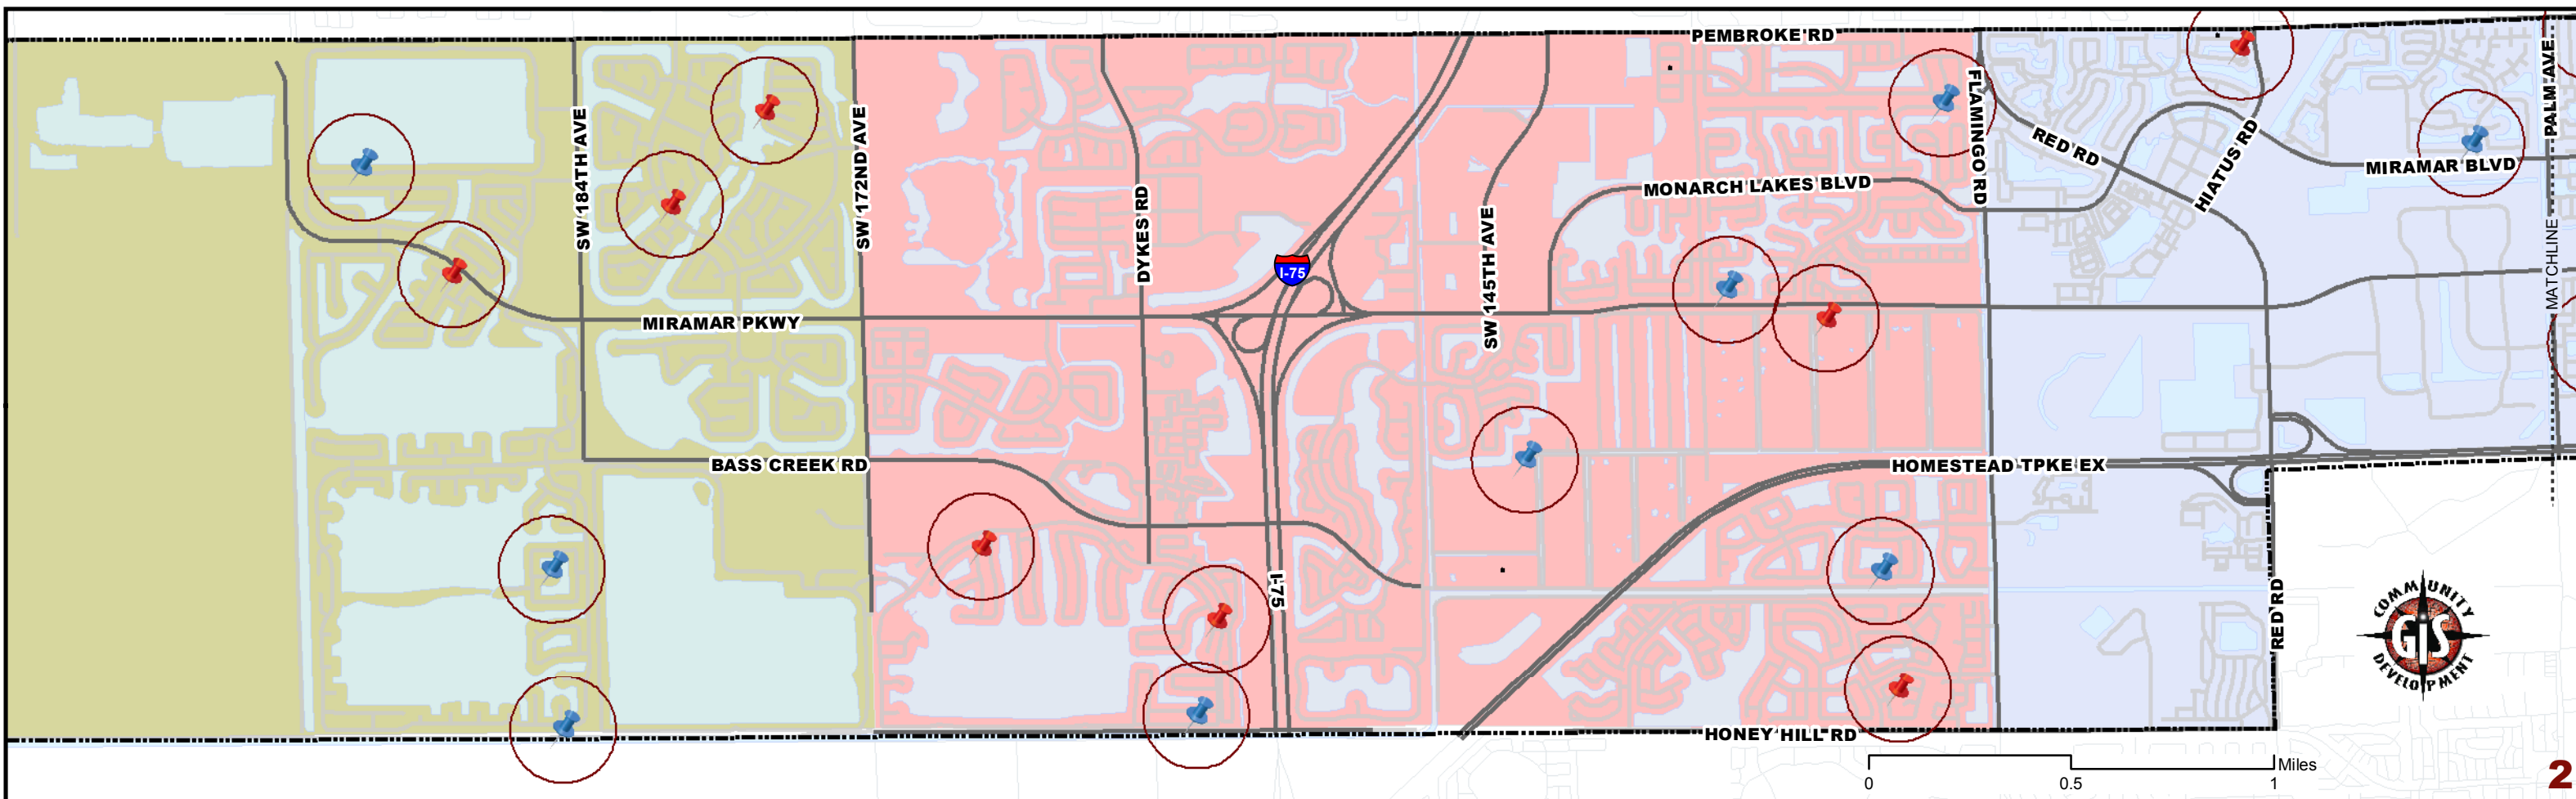 PEMBROKE RD
PALM AVE
FLAMINGO RD
SW 184TH AVE
SW 172ND AVE
RED RD
HIATUS RD
MIRAMAR BLVD
DYKES RD
MONARCH LAKES BLVD
SW 145TH AVE
MATCHLINE
I-75
MIRAMAR PKWY
BASS CREEK RD
HOMESTEAD TPKE EX
I-75
RED RD
COMMUNITY
GIS
DEVELOPMENT
HONEY HILL RD
Miles
0 0.5 1
2